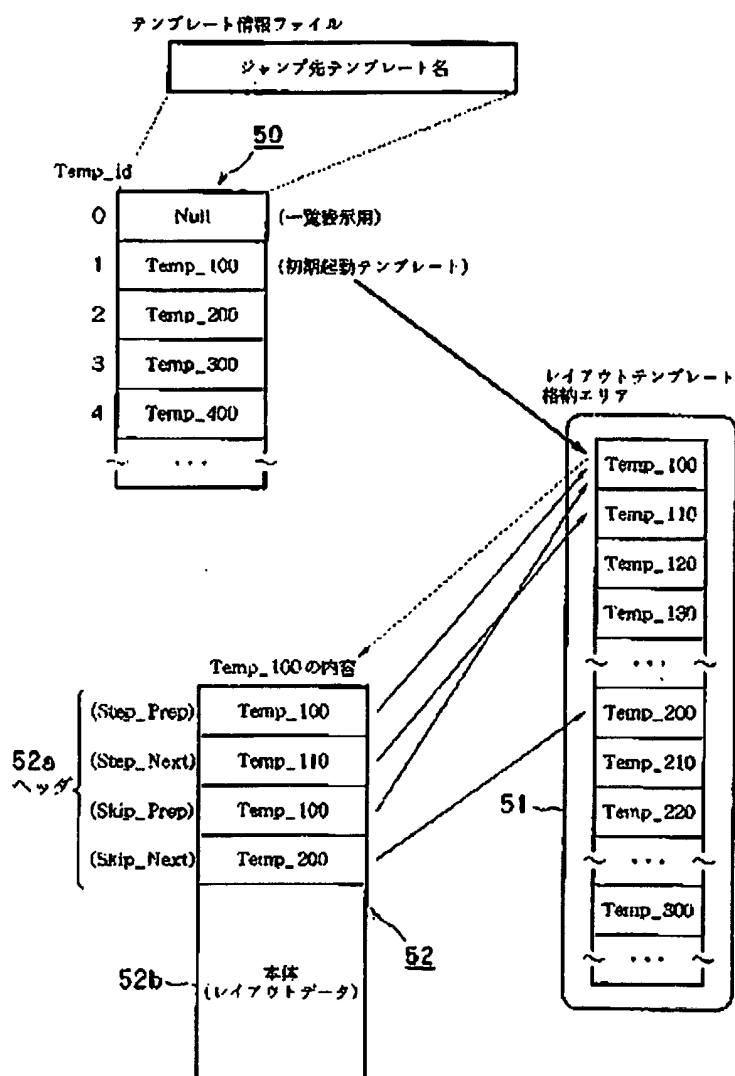 テンプレート情報ファイル
ジャンプ先テンプレート名
50
Temp_id
0 Null (一覧表示用)
1 Temp_100 (初期起動テンプレート)
2 Temp_200
3 Temp_300
4 Temp_400
~ ・・・ ~
レイアウトテンプレート
格納エリア
Temp_100
Temp_110
Temp_120
Temp_130
~ ・・・ ~
Temp_200
Temp_210
Temp_220
~ ・・・ ~
Temp_300
~ ・・・ ~
51
Temp_100の内容
(Step_Prep) Temp_100
(Step_Next) Temp_110
(Skip_Prep) Temp_100
(Skip_Next) Temp_200
52a
ヘッダ
52
52b
本体
(レイアウトデータ)